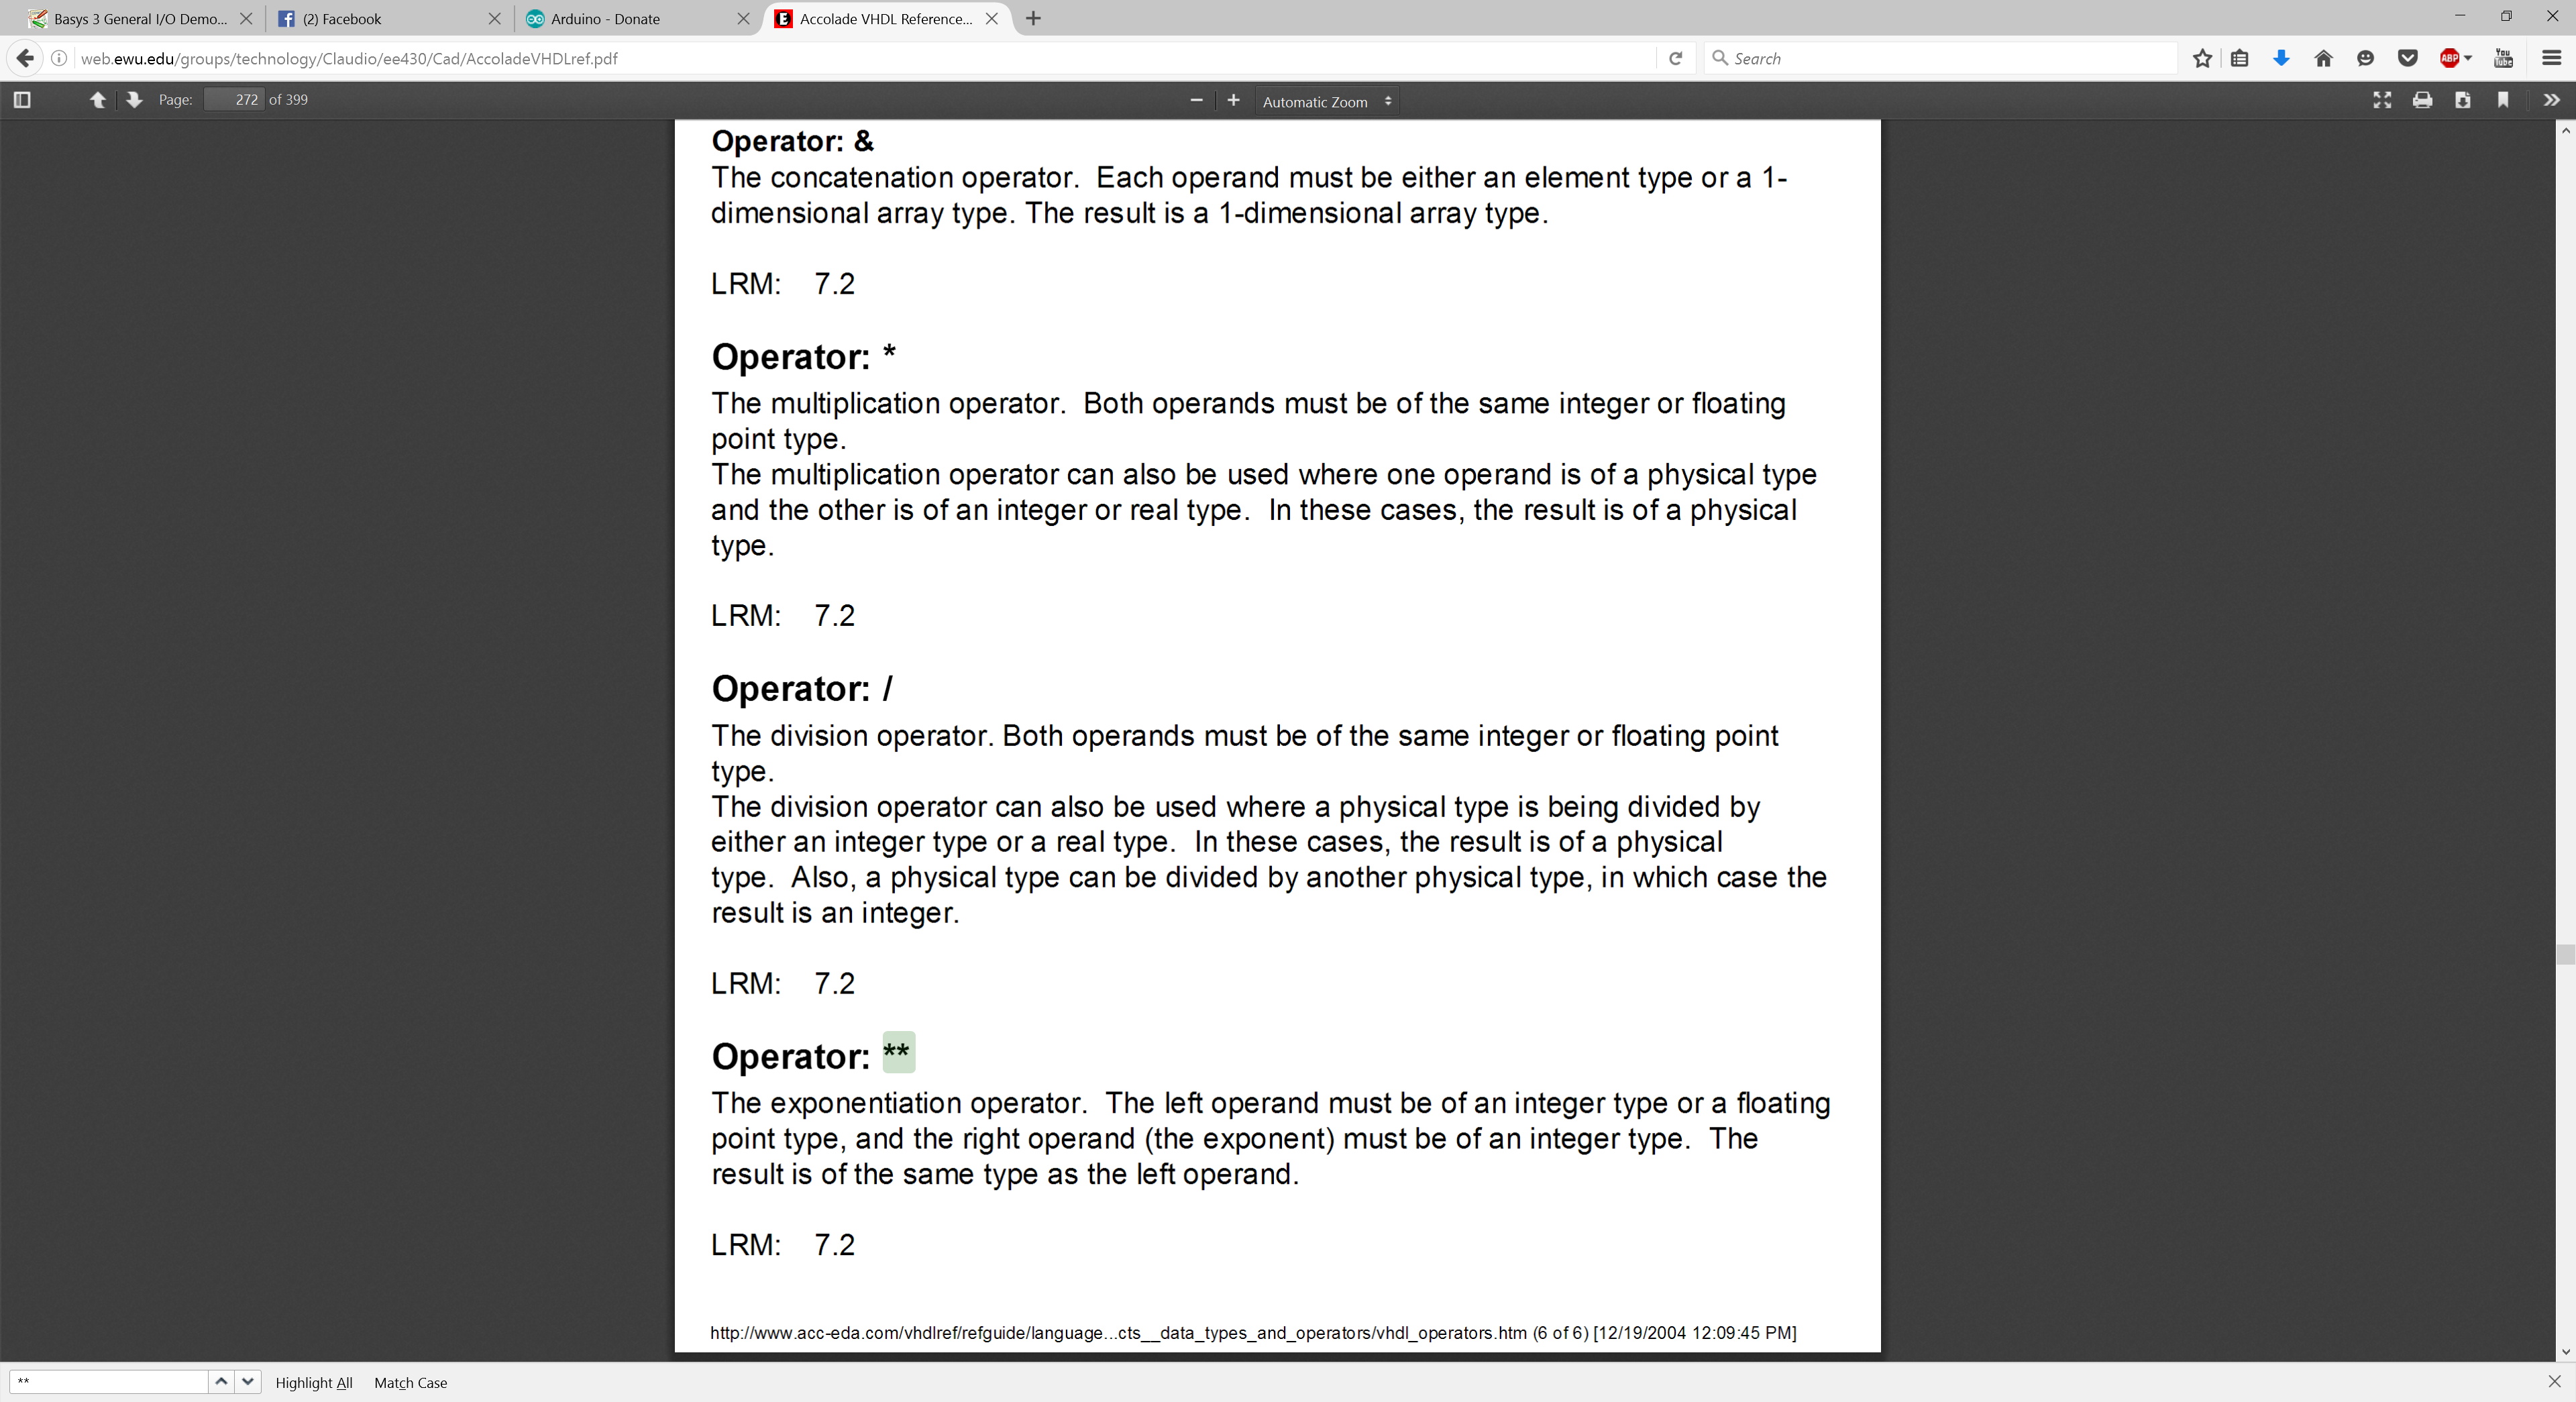 Basys 3 General I/O Demo...
(2) Facebook
Arduino - Donate
Accolade VHDL Reference...
web.ewu.edu/groups/technology/Claudio/ee430/Cad/AccoladeVHDLref.pdf
Search
ABP
You Tube
Page: 272 of 399
Automatic Zoom
Operator: &
The concatenation operator.  Each operand must be either an element type or a 1-
dimensional array type. The result is a 1-dimensional array type.
LRM: 7.2
Operator: *
The multiplication operator.  Both operands must be of the same integer or floating
point type.
The multiplication operator can also be used where one operand is of a physical type
and the other is of an integer or real type.  In these cases, the result is of a physical
type.
LRM: 7.2
Operator: /
The division operator. Both operands must be of the same integer or floating point
type.
The division operator can also be used where a physical type is being divided by
either an integer type or a real type.  In these cases, the result is of a physical
type.  Also, a physical type can be divided by another physical type, in which case the
result is an integer.
LRM: 7.2
Operator: **
The exponentiation operator.  The left operand must be of an integer type or a floating
point type, and the right operand (the exponent) must be of an integer type.  The
result is of the same type as the left operand.
LRM: 7.2
http://www.acc-eda.com/vhdlref/refguide/language...cts__data_types_and_operators/vhdl_operators.htm (6 of 6) [12/19/2004 12:09:45 PM]
** Highlight All Match Case